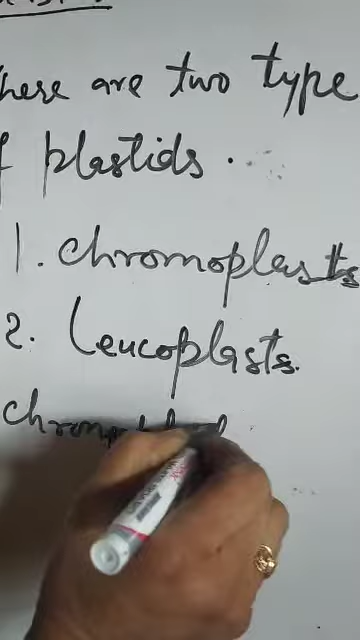 here are two type
f plastids.
1. chromoplasts
2. Leucoplasts.